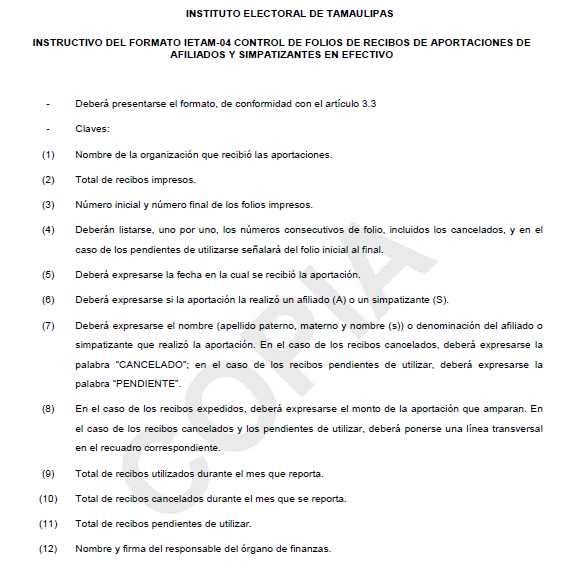 INSTITUTO ELECTORAL DE TAMAULIPAS
INSTRUCTIVO DEL FORMATO IETAM-04 CONTROL DE FOLIOS DE RECIBOS DE APORTACIONES DE
AFILIADOS Y SIMPATIZANTES EN EFECTIVO
- Deberá presentarse el formato, de conformidad con el artículo 3.3
- Claves:
(1) Nombre de la organización que recibió las aportaciones.
(2) Total de recibos impresos.
(3) Número inicial y número final de los folios impresos.
(4) Deberán listarse, uno por uno, los números consecutivos de folio, incluidos los cancelados, y en el
caso de los pendientes de utilizarse señalará del folio inicial al final.
(5) Deberá expresarse la fecha en la cual se recibió la aportación.
(6) Deberá expresarse si la aportación la realizó un afiliado (A) o un simpatizante (S).
(7) Deberá expresarse el nombre (apellido paterno, materno y nombre (s)) o denominación del afiliado o
simpatizante que realizó la aportación. En el caso de los recibos cancelados, deberá expresarse la
palabra "CANCELADO"; en el caso de los recibos pendientes de utilizar, deberá expresarse la
palabra "PENDIENTE".
(8) En el caso de los recibos expedidos, deberá expresarse el monto de la aportación que amparan. En
el caso de los recibos cancelados y los pendientes de utilizar, deberá ponerse una línea transversal
en el recuadro correspondiente.
(9) Total de recibos utilizados durante el mes que reporta.
(10) Total de recibos cancelados durante el mes que se reporta.
(11) Total de recibos pendientes de utilizar.
(12) Nombre y firma del responsable del órgano de finanzas.
COPIA